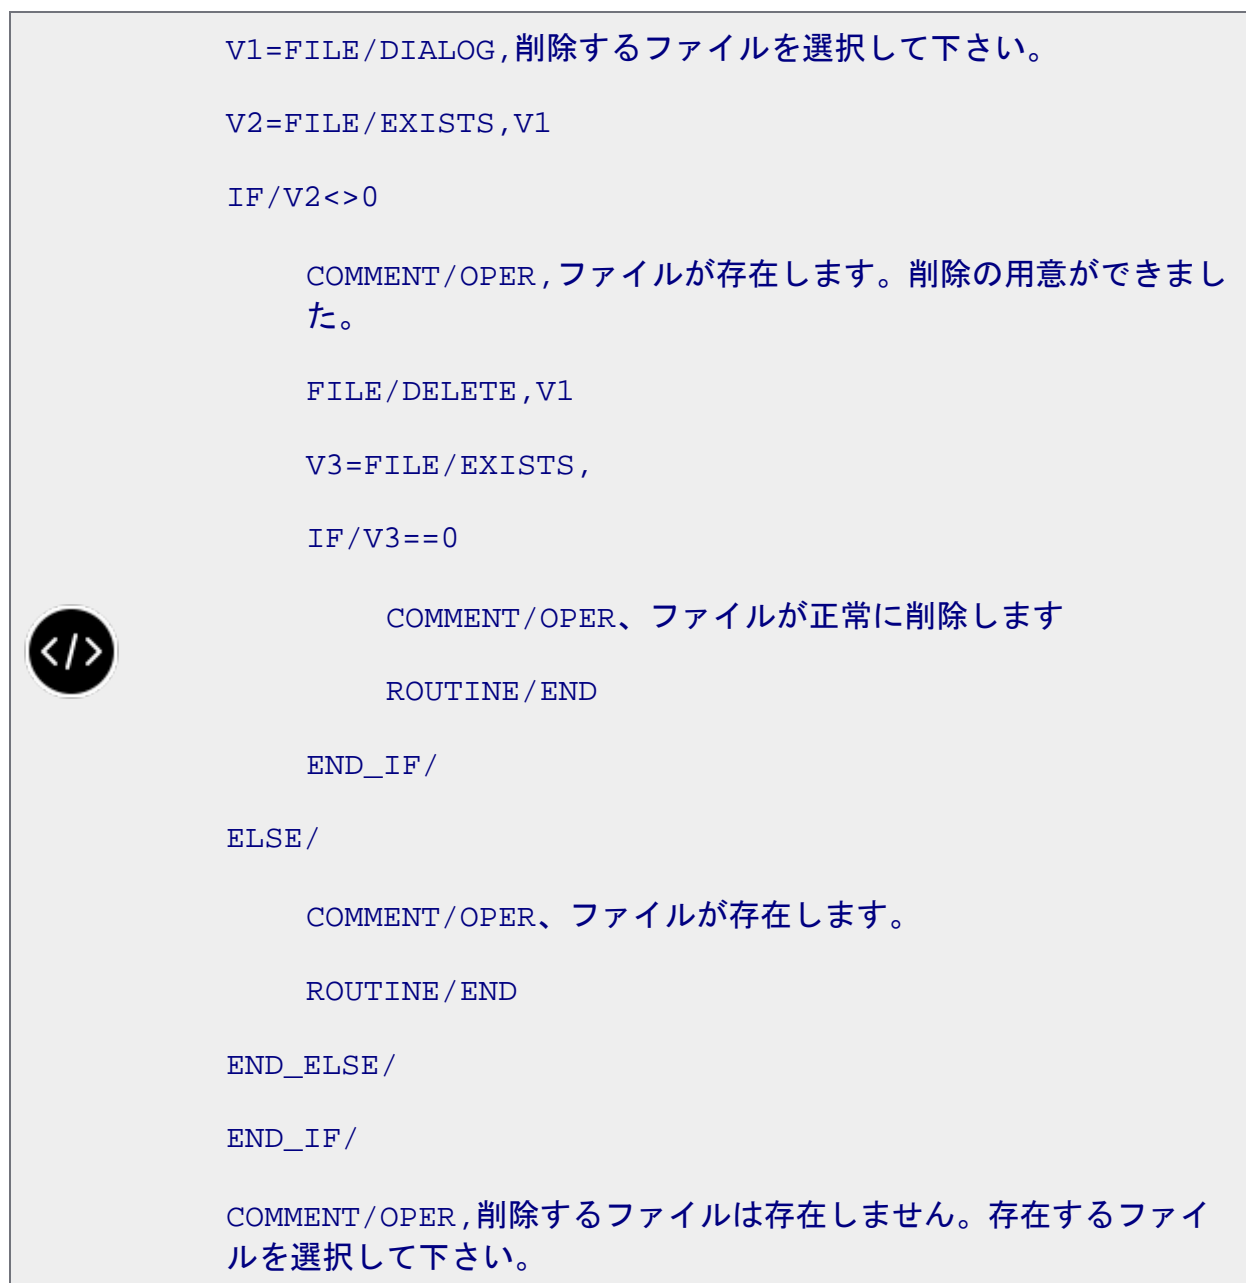 V1=FILE/DIALOG,削除するファイルを選択して下さい。
V2=FILE/EXISTS,V1
IF/V2<>0
COMMENT/OPER,ファイルが存在します。削除の用意ができまし
た。
FILE/DELETE,V1
V3=FILE/EXISTS,
IF/V3==0
COMMENT/OPER、ファイルが正常に削除します
ROUTINE/END
</>
END_IF/
ELSE/
COMMENT/OPER、ファイルが存在します。
ROUTINE/END
END_ELSE/
END_IF/
COMMENT/OPER,削除するファイルは存在しません。存在するファイ
ルを選択して下さい。